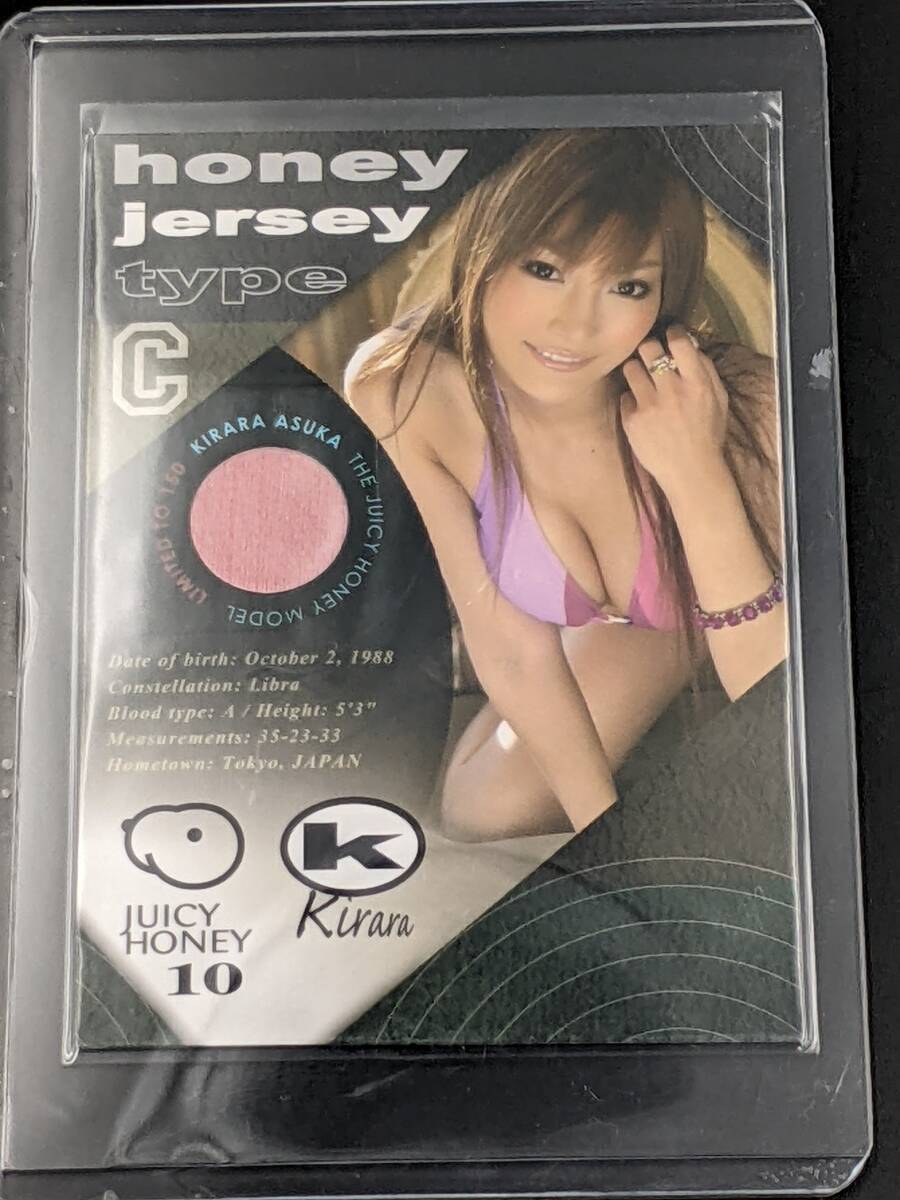 honey
jersey
type
C
KIRARA ASUKA
THE JUICY HONEY MODEL
LIMITED TO 150
Date of birth: October 2, 1988
Constellation: Libra
Blood type: A / Height: 5'3"
Measurements: 35-23-33
Hometown: Tokyo, JAPAN
K
JUICY
HONEY
10
Kirara